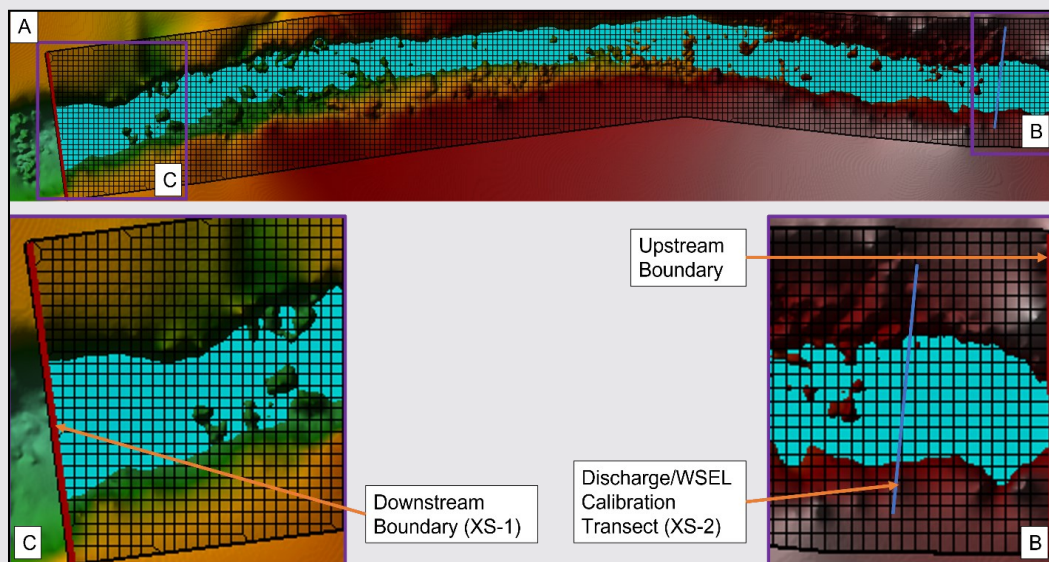 A
C
B
Upstream
Boundary
Downstream
Boundary (XS-1)
Discharge/WSEL
Calibration
Transect (XS-2)
C
B